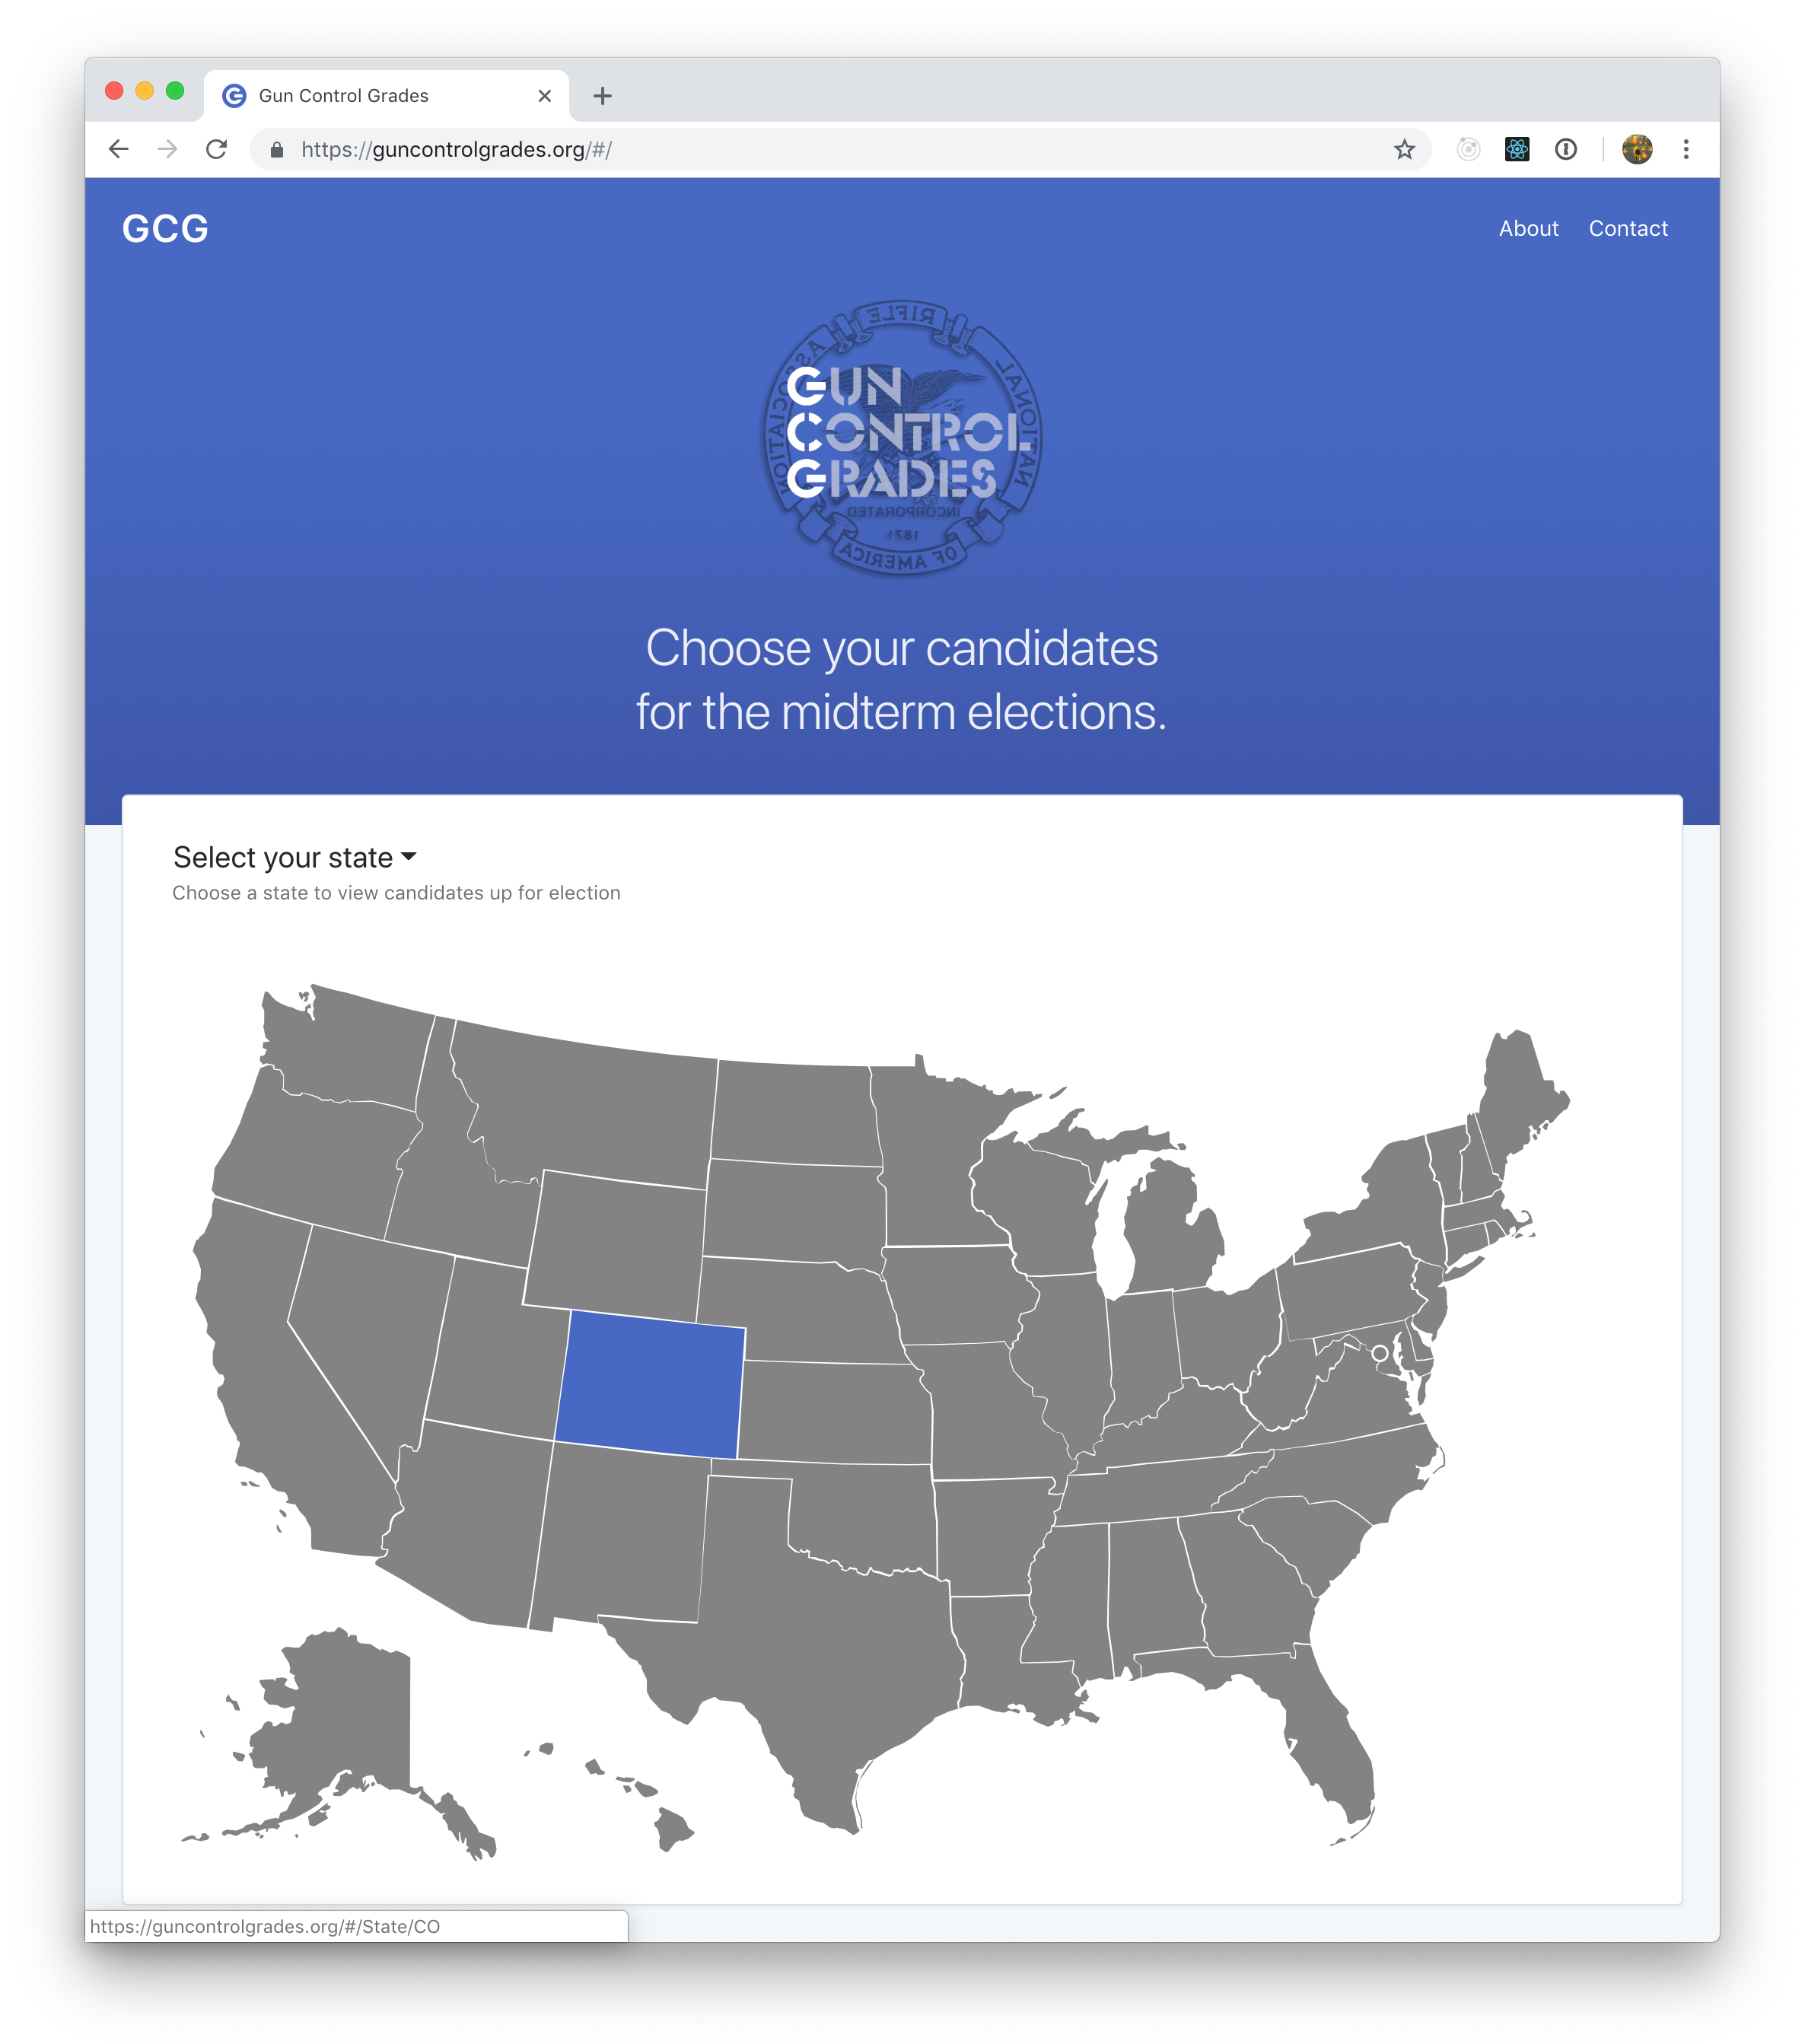 Gun Control Grades
https://guncontrolgrades.org/#/
GCG
About Contact
NATIONAL RIFLE ASSOCIATION
GUN
CONTROL
GRADES
INCORPORATED
1871
OF AMERICA
Choose your candidates
for the midterm elections.
Select your state
Choose a state to view candidates up for election
https://guncontrolgrades.org/#/State/CO